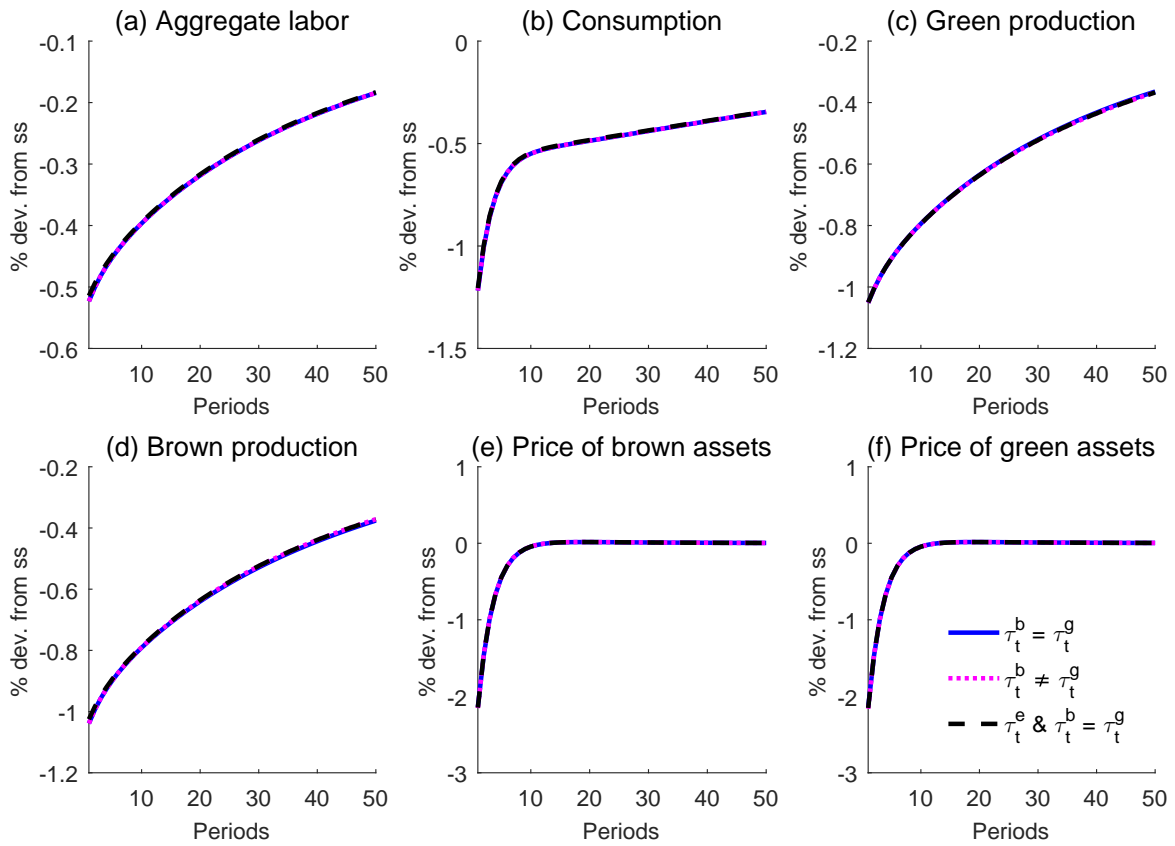 (a) Aggregate labor
% dev. from ss
-0.1
-0.2
-0.3
-0.4
-0.5
-0.6
10 20 30 40 50
Periods
(b) Consumption
% dev. from ss
0
-0.5
-1
-1.5
10 20 30 40 50
Periods
(c) Green production
% dev. from ss
-0.2
-0.4
-0.6
-0.8
-1
-1.2
10 20 30 40 50
Periods
(d) Brown production
% dev. from ss
-0.2
-0.4
-0.6
-0.8
-1
-1.2
10 20 30 40 50
Periods
(e) Price of brown assets
% dev. from ss
1
0
-1
-2
-3
10 20 30 40 50
Periods
(f) Price of green assets
% dev. from ss
1
0
-1
-2
-3
10 20 30 40 50
Periods
τ_t^b = τ_t^g
τ_t^b ≠ τ_t^g
τ_t^e & τ_t^b = τ_t^g